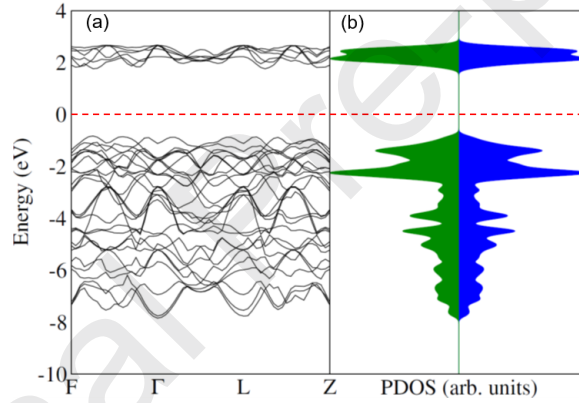 (a)
(b)
4
2
0
-2
-4
-6
-8
-10
Energy (eV)
F Γ L Z
PDOS (arb. units)